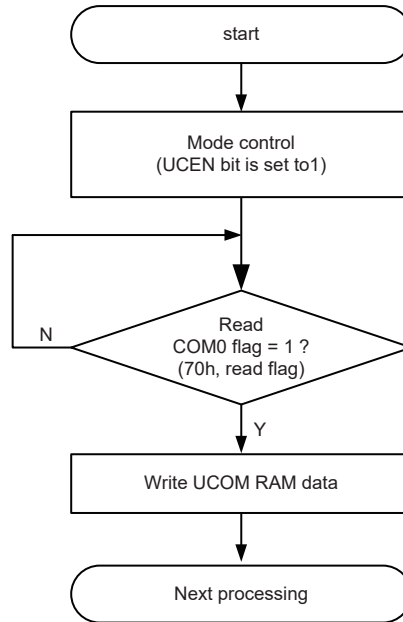 start
Mode control
(UCEN bit is set to1)
Read
COM0 flag = 1 ?
(70h, read flag)
N
Y
Write UCOM RAM data
Next processing